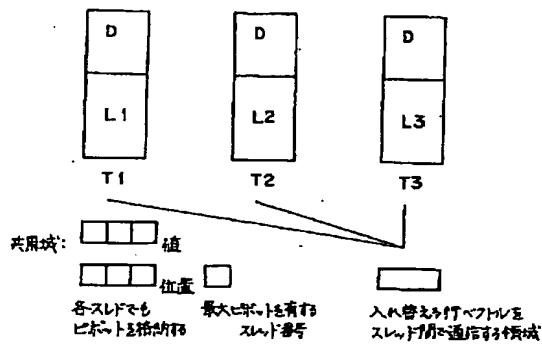 D
D
D
L1
L2
L3
T1
T2
T3
共用域:
値
位置
各スレドでも
ピボットを格納する
最大ピボットを有する
スレッド番号
入れ替える行ベクトルを
スレッド間で通信する領域